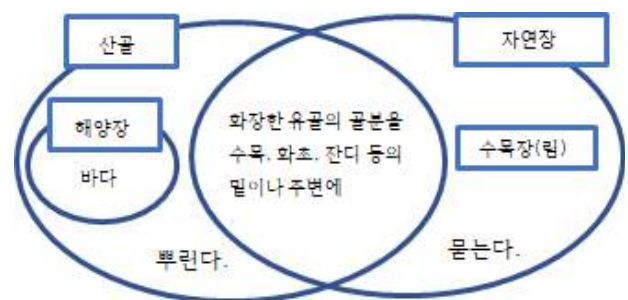 산골
자연장
해양장
화장한 유골의 골분을
수목, 화초, 잔디 등의
밑이나 주변에
수목장(림)
바다
뿌린다.
묻는다.